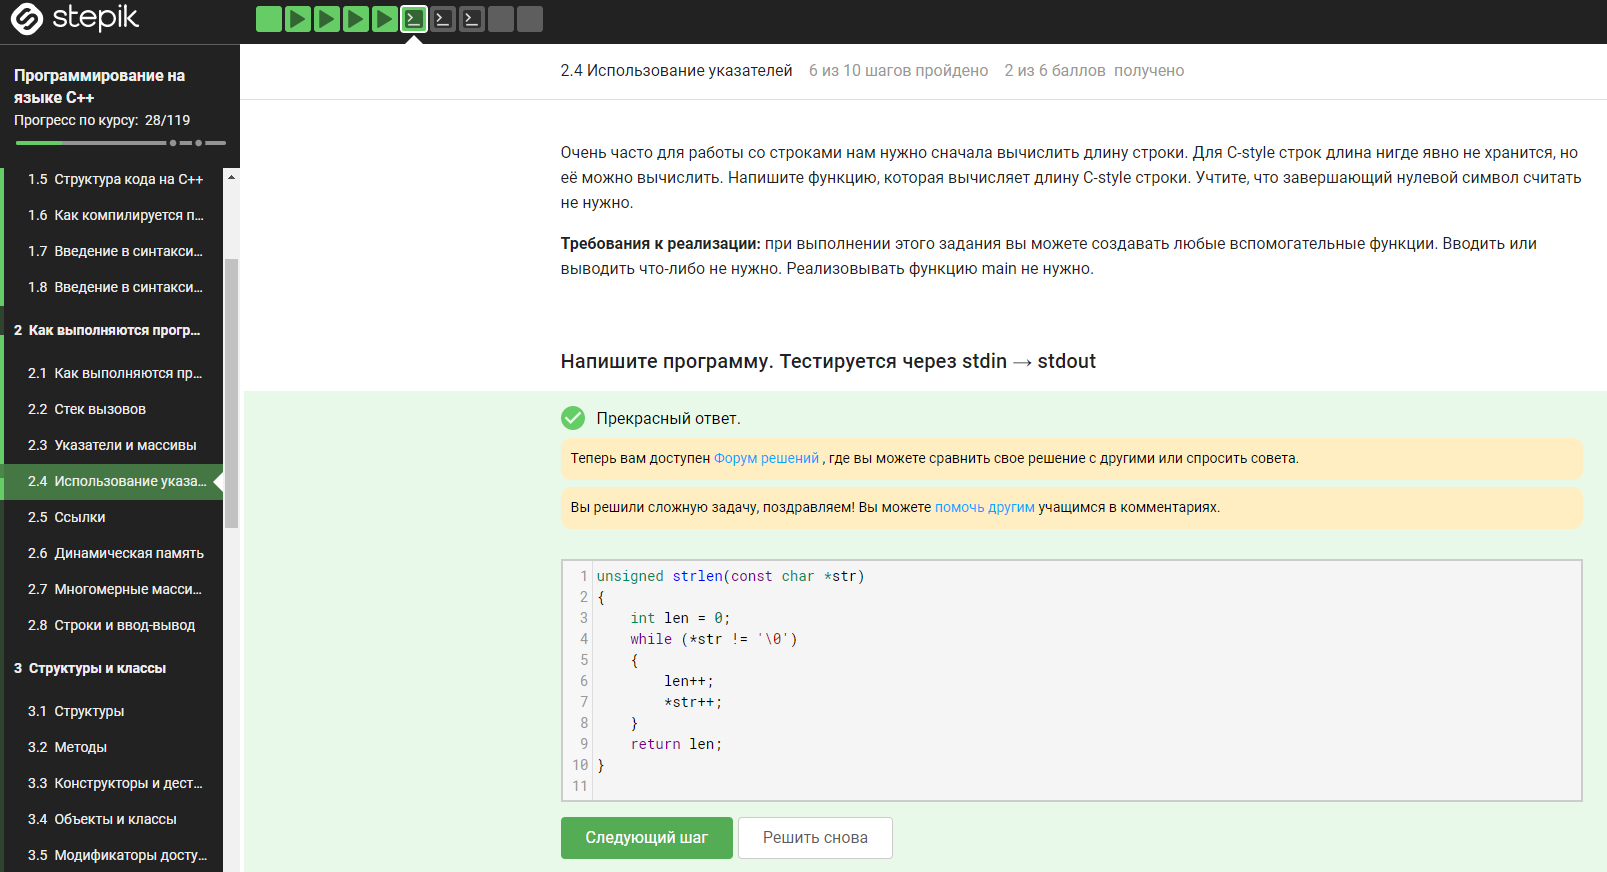 stepik
Программирование на
языке C++
Прогресс по курсу: 28/119
1.5 Структура кода на C++
1.6 Как компилируется п...
1.7 Введение в синтакси...
1.8 Введение в синтакси...
2 Как выполняются прогр...
2.1 Как выполняются пр...
2.2 Стек вызовов
2.3 Указатели и массивы
2.4 Использование указа...
2.5 Ссылки
2.6 Динамическая память
2.7 Многомерные масси...
2.8 Строки и ввод-вывод
3 Структуры и классы
3.1 Структуры
3.2 Методы
3.3 Конструкторы и дест...
3.4 Объекты и классы
3.5 Модификаторы досту...
2.4 Использование указателей 6 из 10 шагов пройдено 2 из 6 баллов получено
Очень часто для работы со строками нам нужно сначала вычислить длину строки. Для C-style строк длина нигде явно не хранится, но
её можно вычислить. Напишите функцию, которая вычисляет длину C-style строки. Учтите, что завершающий нулевой символ считать
не нужно.
Требования к реализации: при выполнении этого задания вы можете создавать любые вспомогательные функции. Вводить или
выводить что-либо не нужно. Реализовывать функцию main не нужно.
Напишите программу. Тестируется через stdin → stdout
Прекрасный ответ.
Теперь вам доступен Форум решений , где вы можете сравнить свое решение с другими или спросить совета.
Вы решили сложную задачу, поздравляем! Вы можете помочь другим учащимся в комментариях.
1 unsigned strlen(const char *str)
2 {
3     int len = 0;
4     while (*str != '\0')
5     {
6         len++;
7         *str++;
8     }
9     return len;
10 }
11
Следующий шаг Решить снова